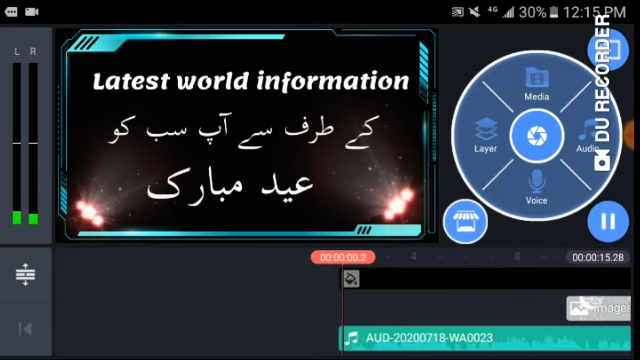 4G 30% 12:15 PM
L R
Latest world information
کے طرف سے آپ سب کو
عید مبارک
Media
Layer
Audio
Voice
DU RECORDER
00:00:00.2
4
8
00:00:15.28
images
AUD-20200718-WA0023